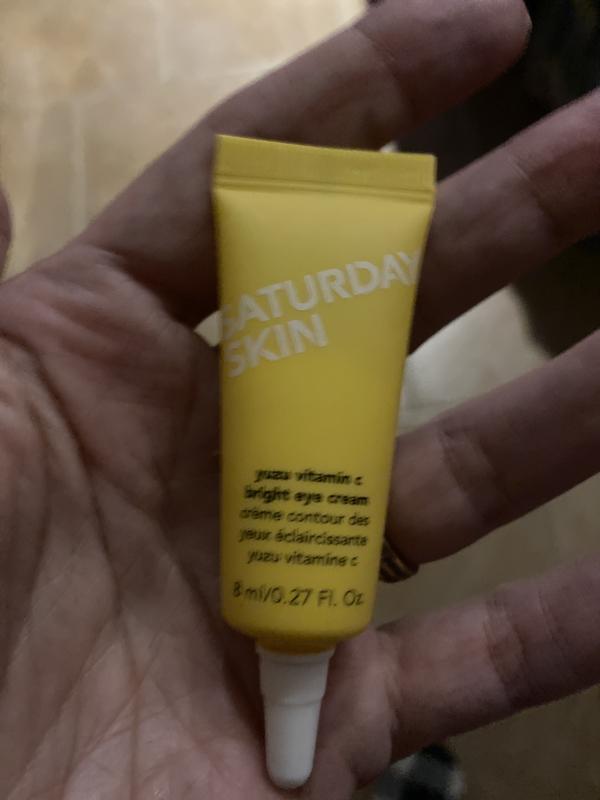 SATURDAY
SKIN
yuzu vitamin c
bright eye cream
crème contour des
yeux éclaircissante
yuzu vitamine c
8 ml/0.27 Fl. Oz.